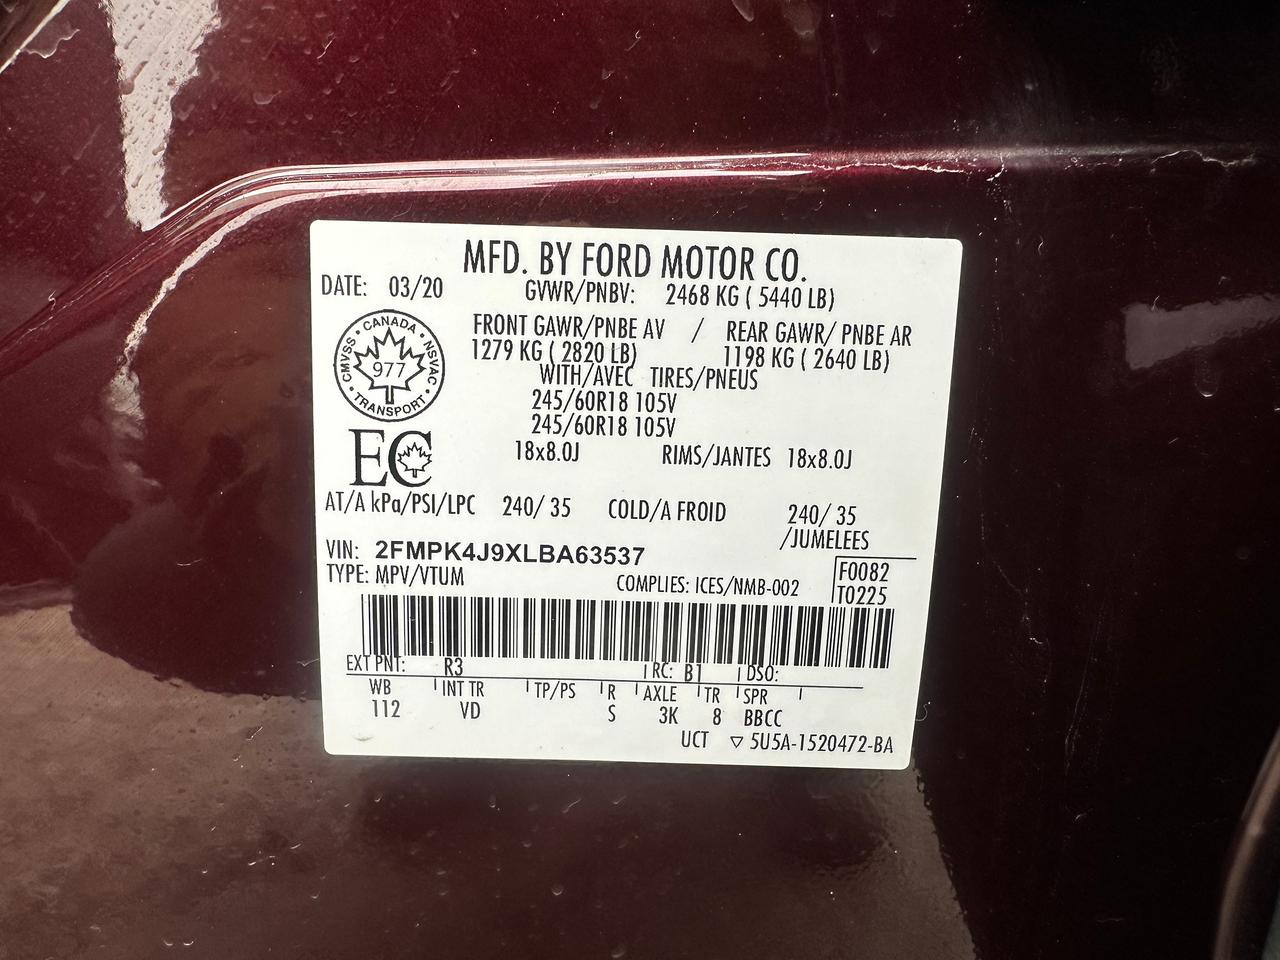 MFD. BY FORD MOTOR CO.
DATE: 03/20
GVWR/PNBV: 2468 KG ( 5440 LB)
FRONT GAWR/PNBE AV / REAR GAWR/ PNBE AR
1279 KG ( 2820 LB) 1198 KG ( 2640 LB)
WITH/AVEC TIRES/PNEUS
245/60R18 105V
245/60R18 105V
18x8.0J RIMS/JANTES 18x8.0J
CANADA
CMVSS 977 NSVAC
TRANSPORT
EC
AT/A kPa/PSI/LPC 240/ 35 COLD/A FROID 240/ 35
/JUMELEES
VIN: 2FMPK4J9XLBA63537
TYPE: MPV/VTUM COMPLIES: ICES/NMB-002
F0082
T0225
EXT PNT: R3 RC: B1 DSO:
WB INT TR TP/PS R AXLE TR SPR
112 VD S 3K 8 BBCC
UCT ▽ 5U5A-1520472-BA